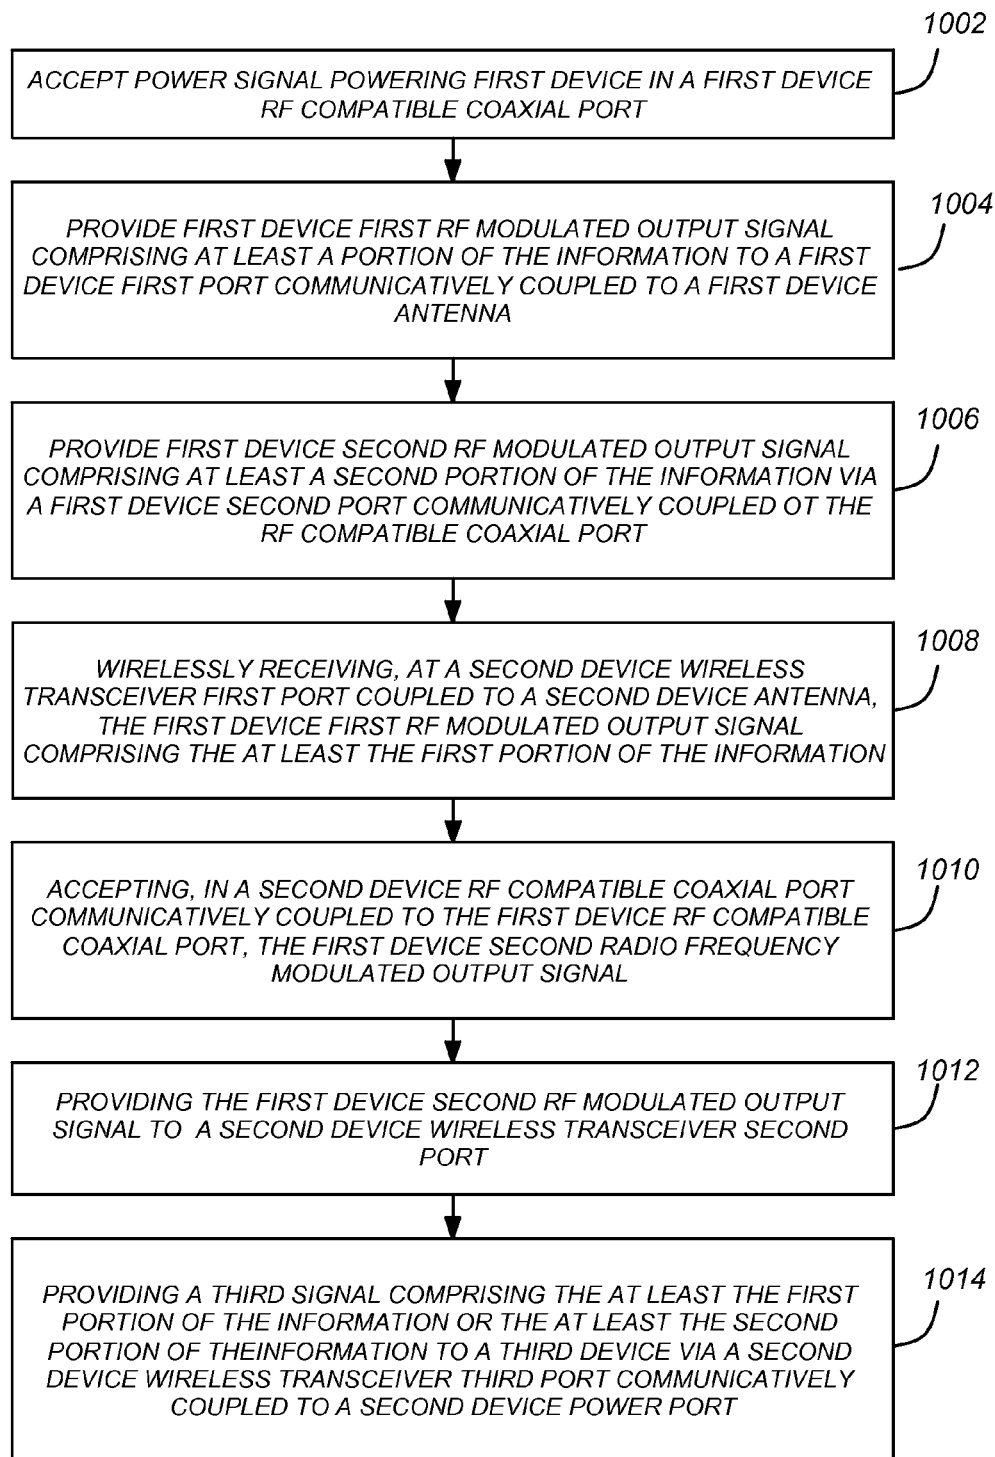 1002
ACCEPT POWER SIGNAL POWERING FIRST DEVICE IN A FIRST DEVICE
RF COMPATIBLE COAXIAL PORT
1004
PROVIDE FIRST DEVICE FIRST RF MODULATED OUTPUT SIGNAL
COMPRISING AT LEAST A PORTION OF THE INFORMATION TO A FIRST
DEVICE FIRST PORT COMMUNICATIVELY COUPLED TO A FIRST DEVICE
ANTENNA
1006
PROVIDE FIRST DEVICE SECOND RF MODULATED OUTPUT SIGNAL
COMPRISING AT LEAST A SECOND PORTION OF THE INFORMATION VIA
A FIRST DEVICE SECOND PORT COMMUNICATIVELY COUPLED OT THE
RF COMPATIBLE COAXIAL PORT
1008
WIRELESSLY RECEIVING, AT A SECOND DEVICE WIRELESS
TRANSCEIVER FIRST PORT COUPLED TO A SECOND DEVICE ANTENNA,
THE FIRST DEVICE FIRST RF MODULATED OUTPUT SIGNAL
COMPRISING THE AT LEAST THE FIRST PORTION OF THE INFORMATION
1010
ACCEPTING, IN A SECOND DEVICE RF COMPATIBLE COAXIAL PORT
COMMUNICATIVELY COUPLED TO THE FIRST DEVICE RF COMPATIBLE
COAXIAL PORT, THE FIRST DEVICE SECOND RADIO FREQUENCY
MODULATED OUTPUT SIGNAL
1012
PROVIDING THE FIRST DEVICE SECOND RF MODULATED OUTPUT
SIGNAL TO A SECOND DEVICE WIRELESS TRANSCEIVER SECOND
PORT
1014
PROVIDING A THIRD SIGNAL COMPRISING THE AT LEAST THE FIRST
PORTION OF THE INFORMATION OR THE AT LEAST THE SECOND
PORTION OF THEINFORMATION TO A THIRD DEVICE VIA A SECOND
DEVICE WIRELESS TRANSCEIVER THIRD PORT COMMUNICATIVELY
COUPLED TO A SECOND DEVICE POWER PORT